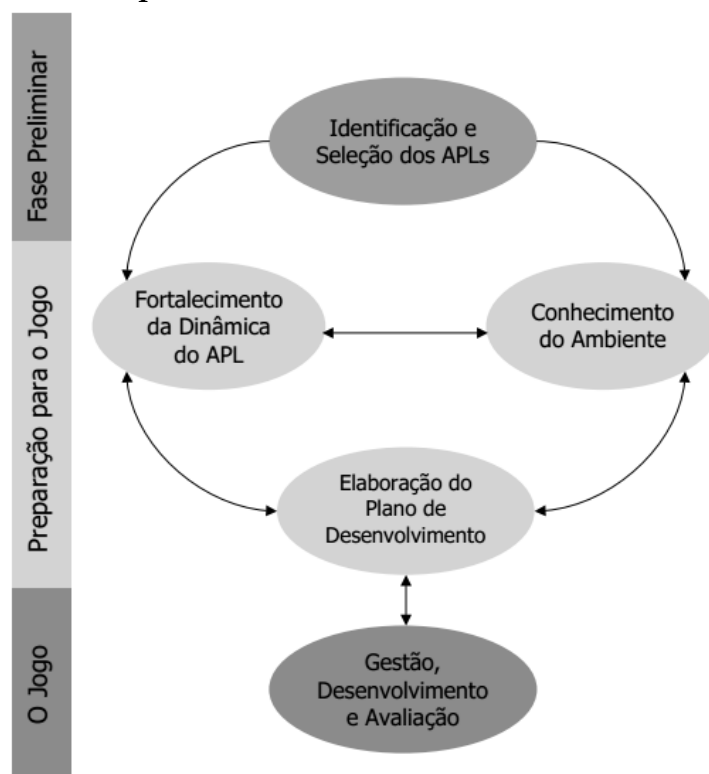 Fase Preliminar
Identificação e
Seleção dos APLs
Preparação para o Jogo
Fortalecimento
da Dinâmica
do APL
Conhecimento
do Ambiente
Elaboração do
Plano de
Desenvolvimento
O Jogo
Gestão,
Desenvolvimento
e Avaliação